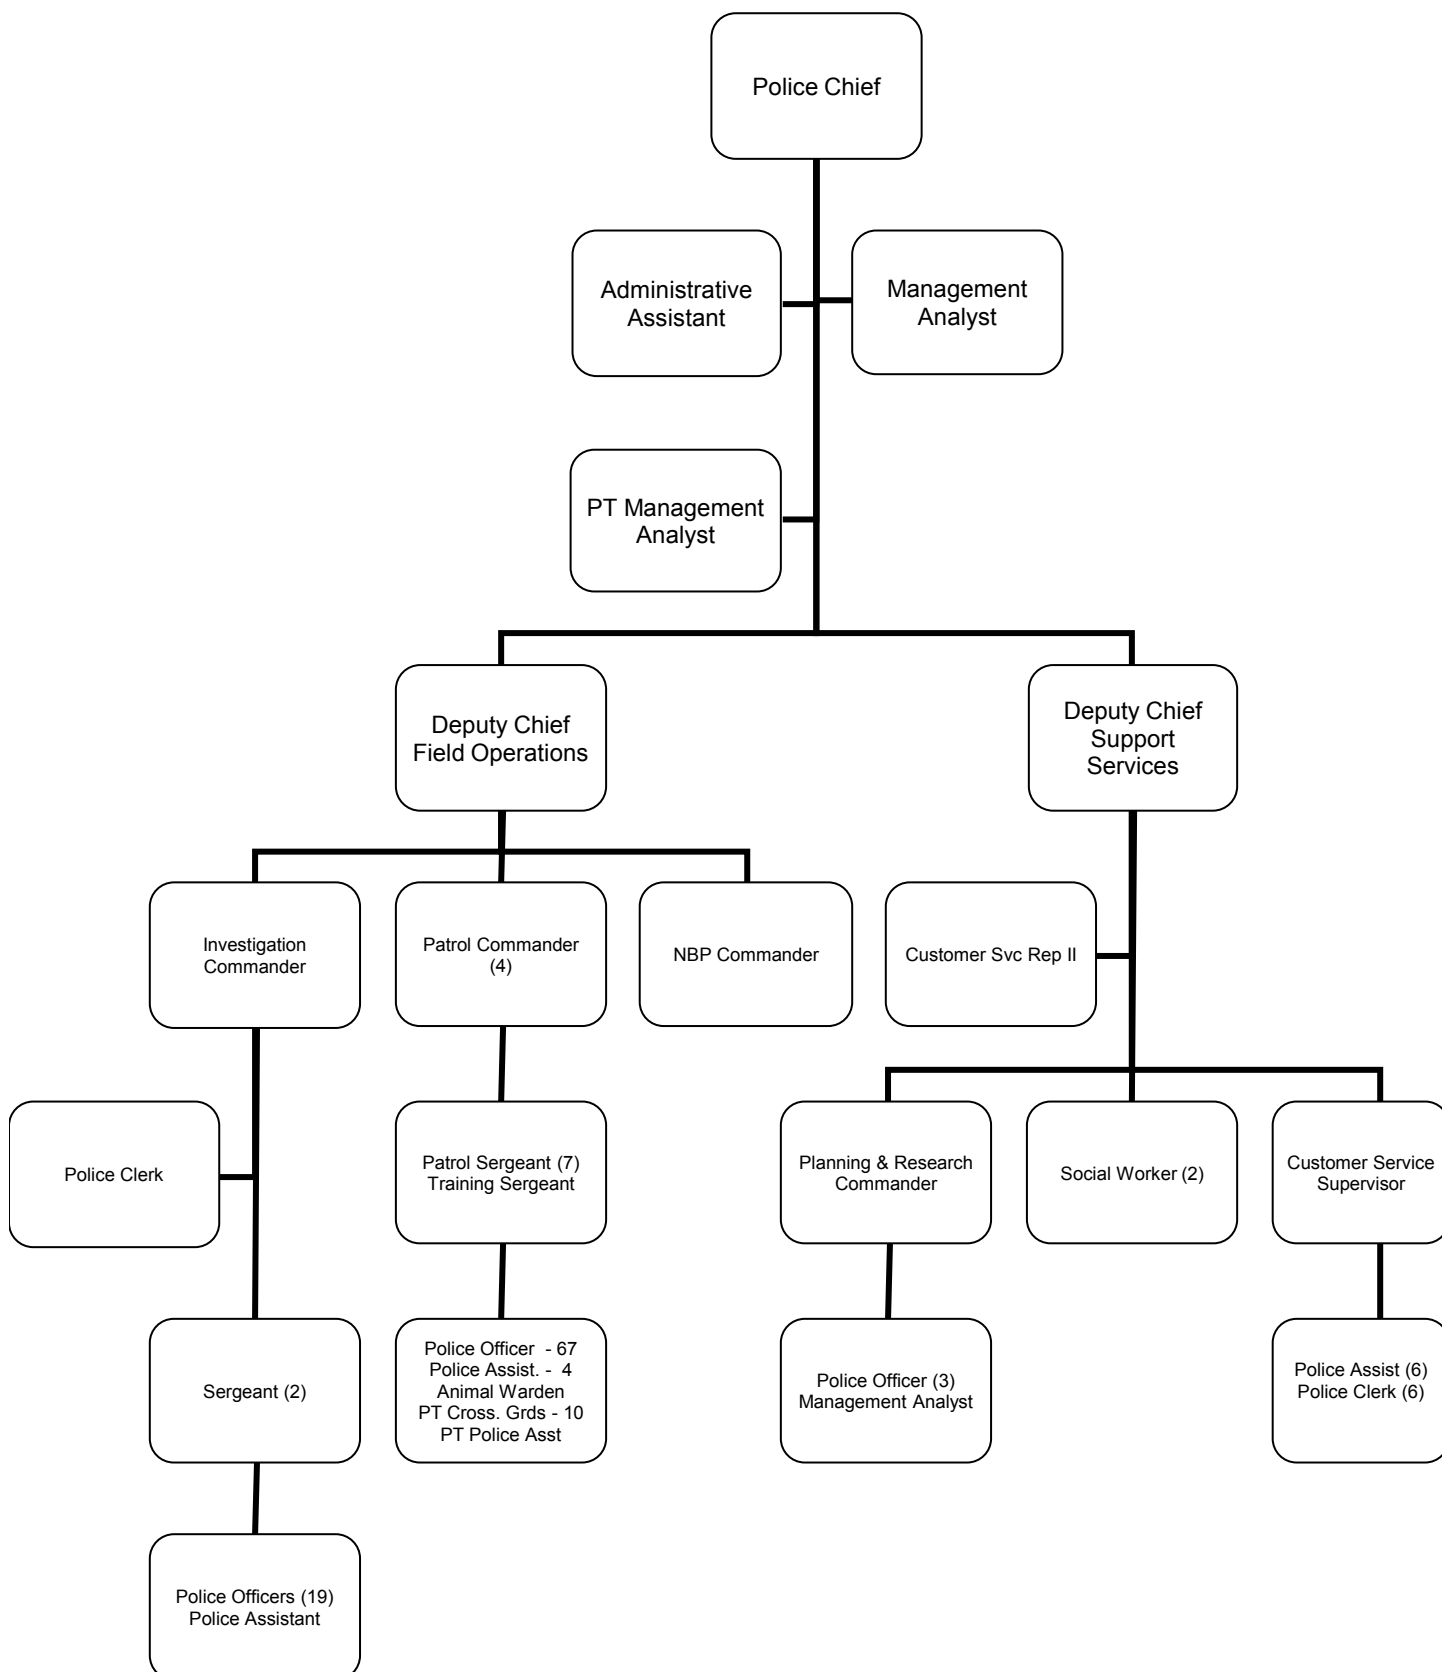 Police Chief
Administrative
Assistant
Management
Analyst
PT Management
Analyst
Deputy Chief
Field Operations
Deputy Chief
Support
Services
Investigation
Commander
Patrol Commander
(4)
NBP Commander
Customer Svc Rep II
Police Clerk
Patrol Sergeant (7)
Training Sergeant
Planning & Research
Commander
Social Worker (2)
Customer Service
Supervisor
Sergeant (2)
Police Officer - 67
Police Assist. - 4
Animal Warden
PT Cross. Grds - 10
PT Police Asst
Police Officer (3)
Management Analyst
Police Assist (6)
Police Clerk (6)
Police Officers (19)
Police Assistant